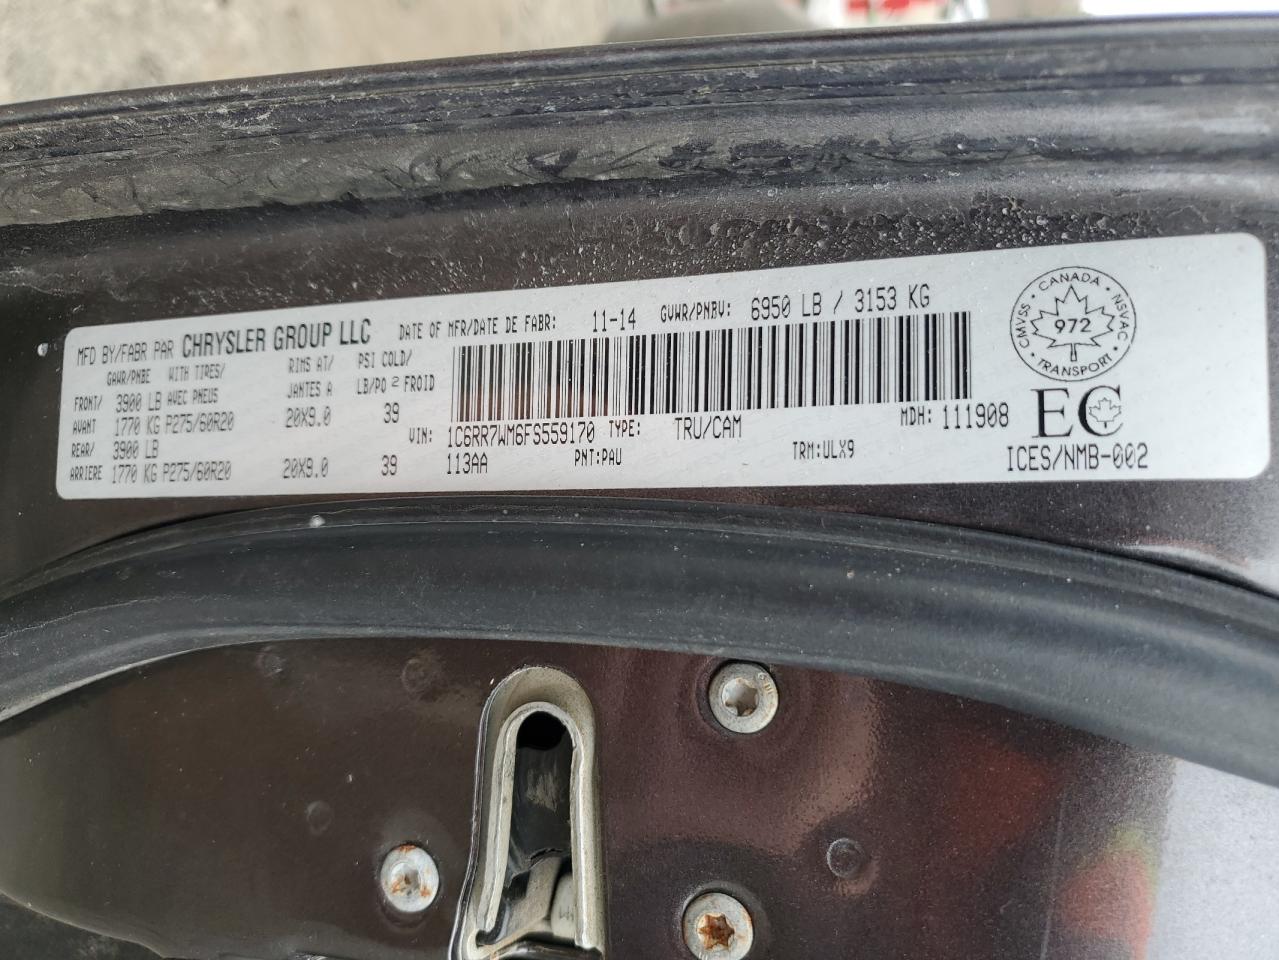 MFD BY/FABR PAR CHRYSLER GROUP LLC DATE OF MFR/DATE DE FABR: 11-14 GVWR/PNBV: 6950 LB / 3153 KG
GAWR/PNBE WITH TIRES/ RIMS AT/ PSI COLD/
AVEC PNEUS JANTES A LB/PO2 FROID
FRONT/ 3900 LB
AVANT 1770 KG P275/60R20 20X9.0 39
REAR/ 3900 LB
ARRIERE 1770 KG P275/60R20 20X9.0 39
VIN: 1C6RR7WM6FS559170 TYPE: TRU/CAM MDH: 111908
113AA PNT:PAU TRM:ULX9
CANADA
CMVSS 972 NSVAC
TRANSPORT
EC
ICES/NMB-002